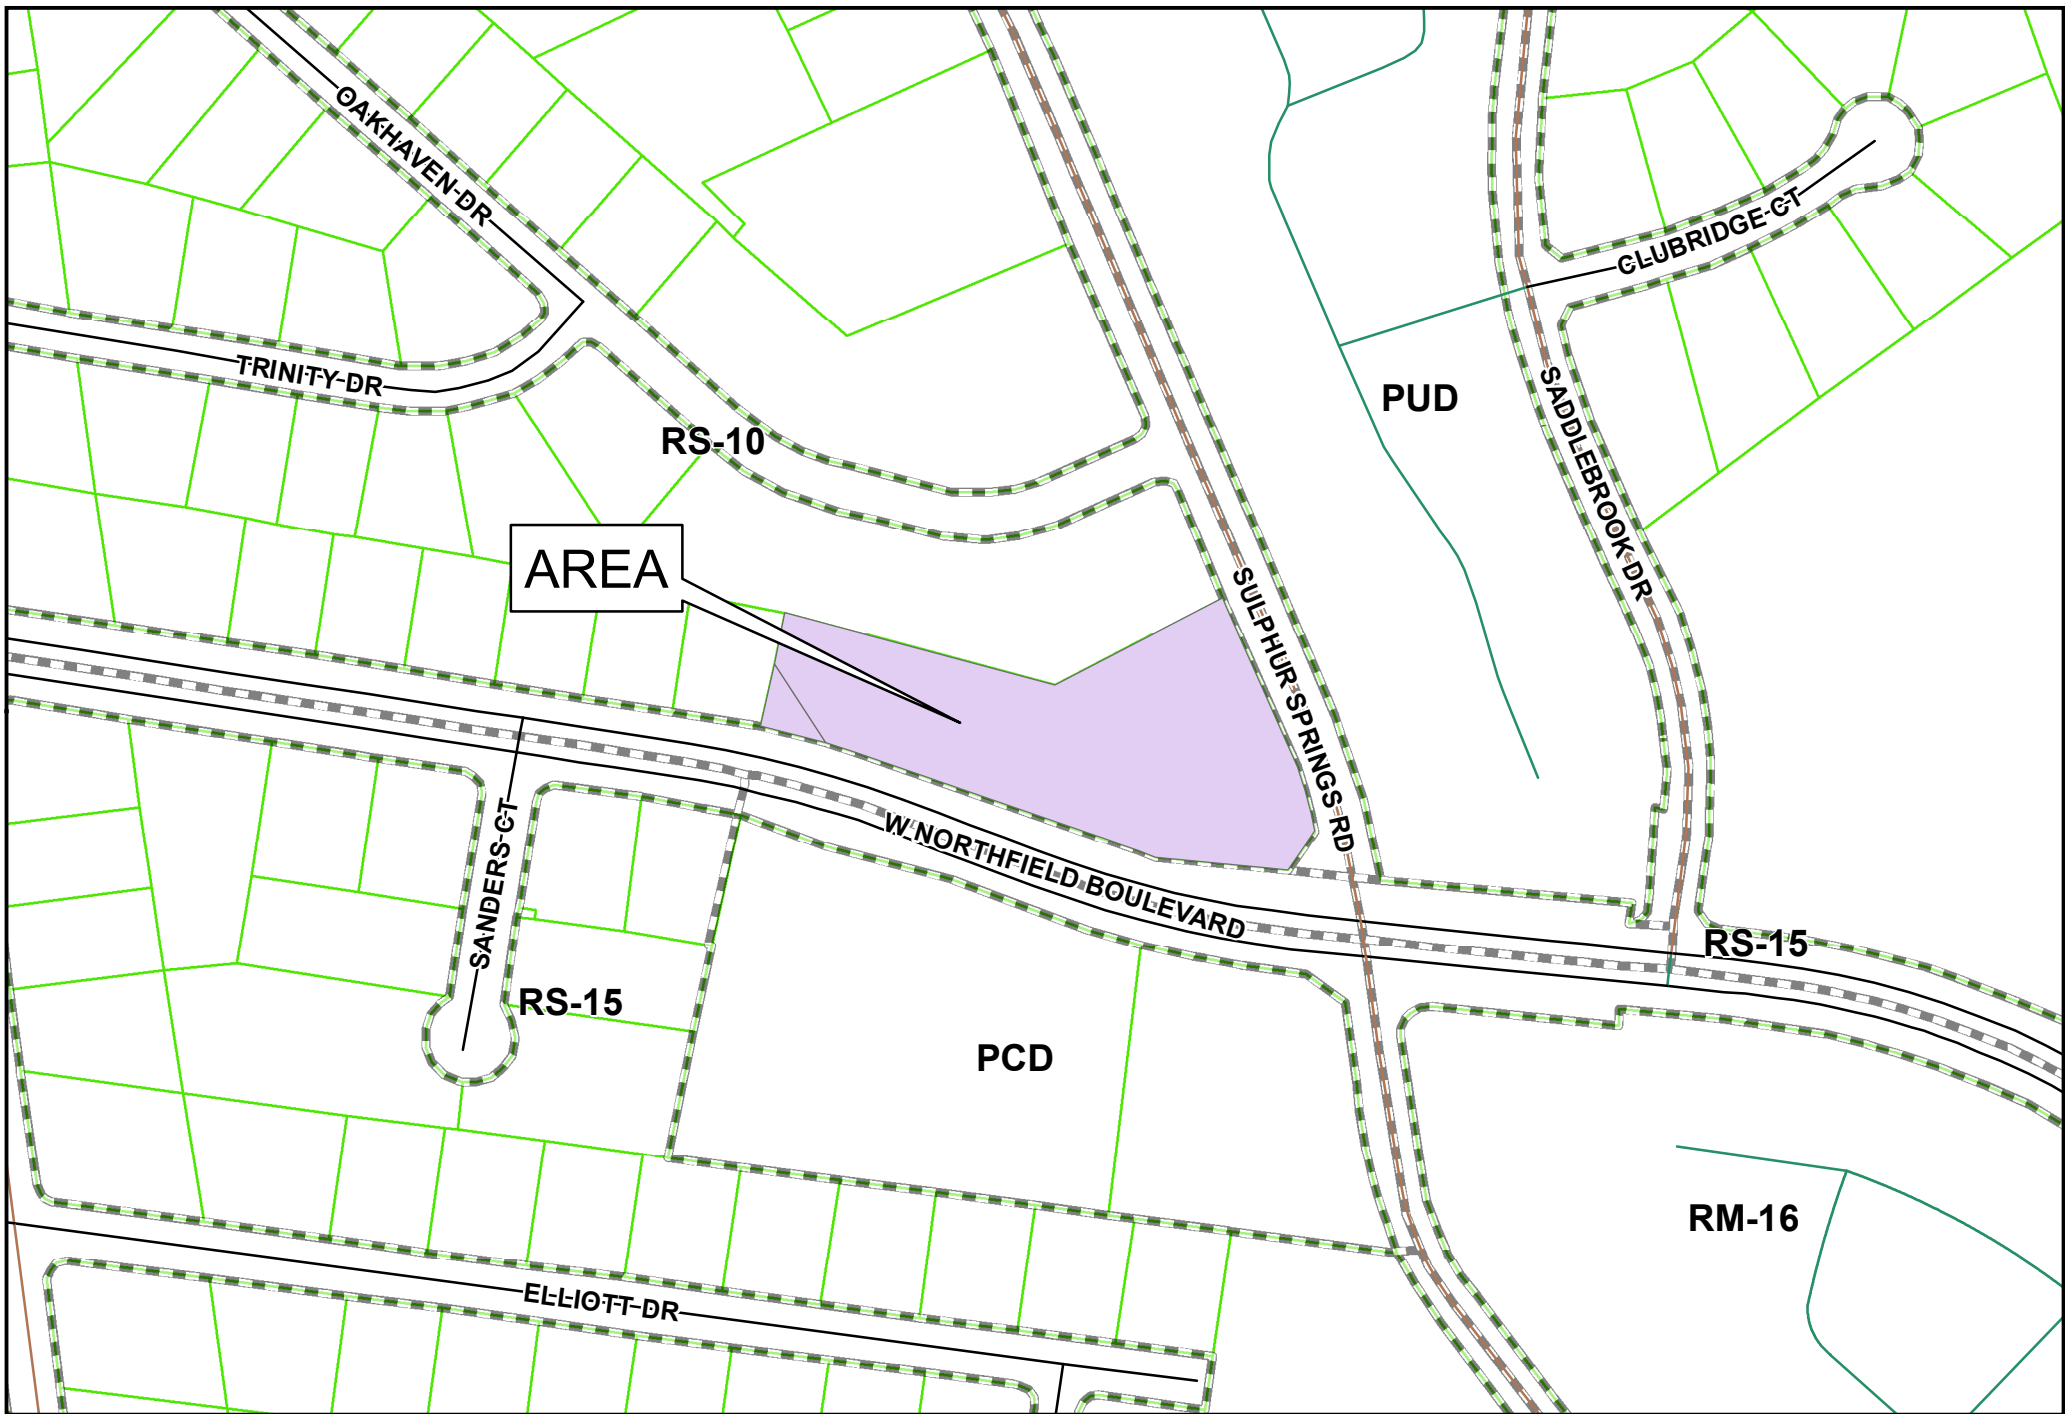 OAKHAVEN DR
CLUBRIDGE CT
TRINITY DR
PUD
RS-10
SADDLEBROOK DR
AREA
SULPHUR SPRINGS RD
W NORTHFIELD BOULEVARD
SANDERS CT
RS-15
RS-15
PCD
RM-16
ELLIOTT DR